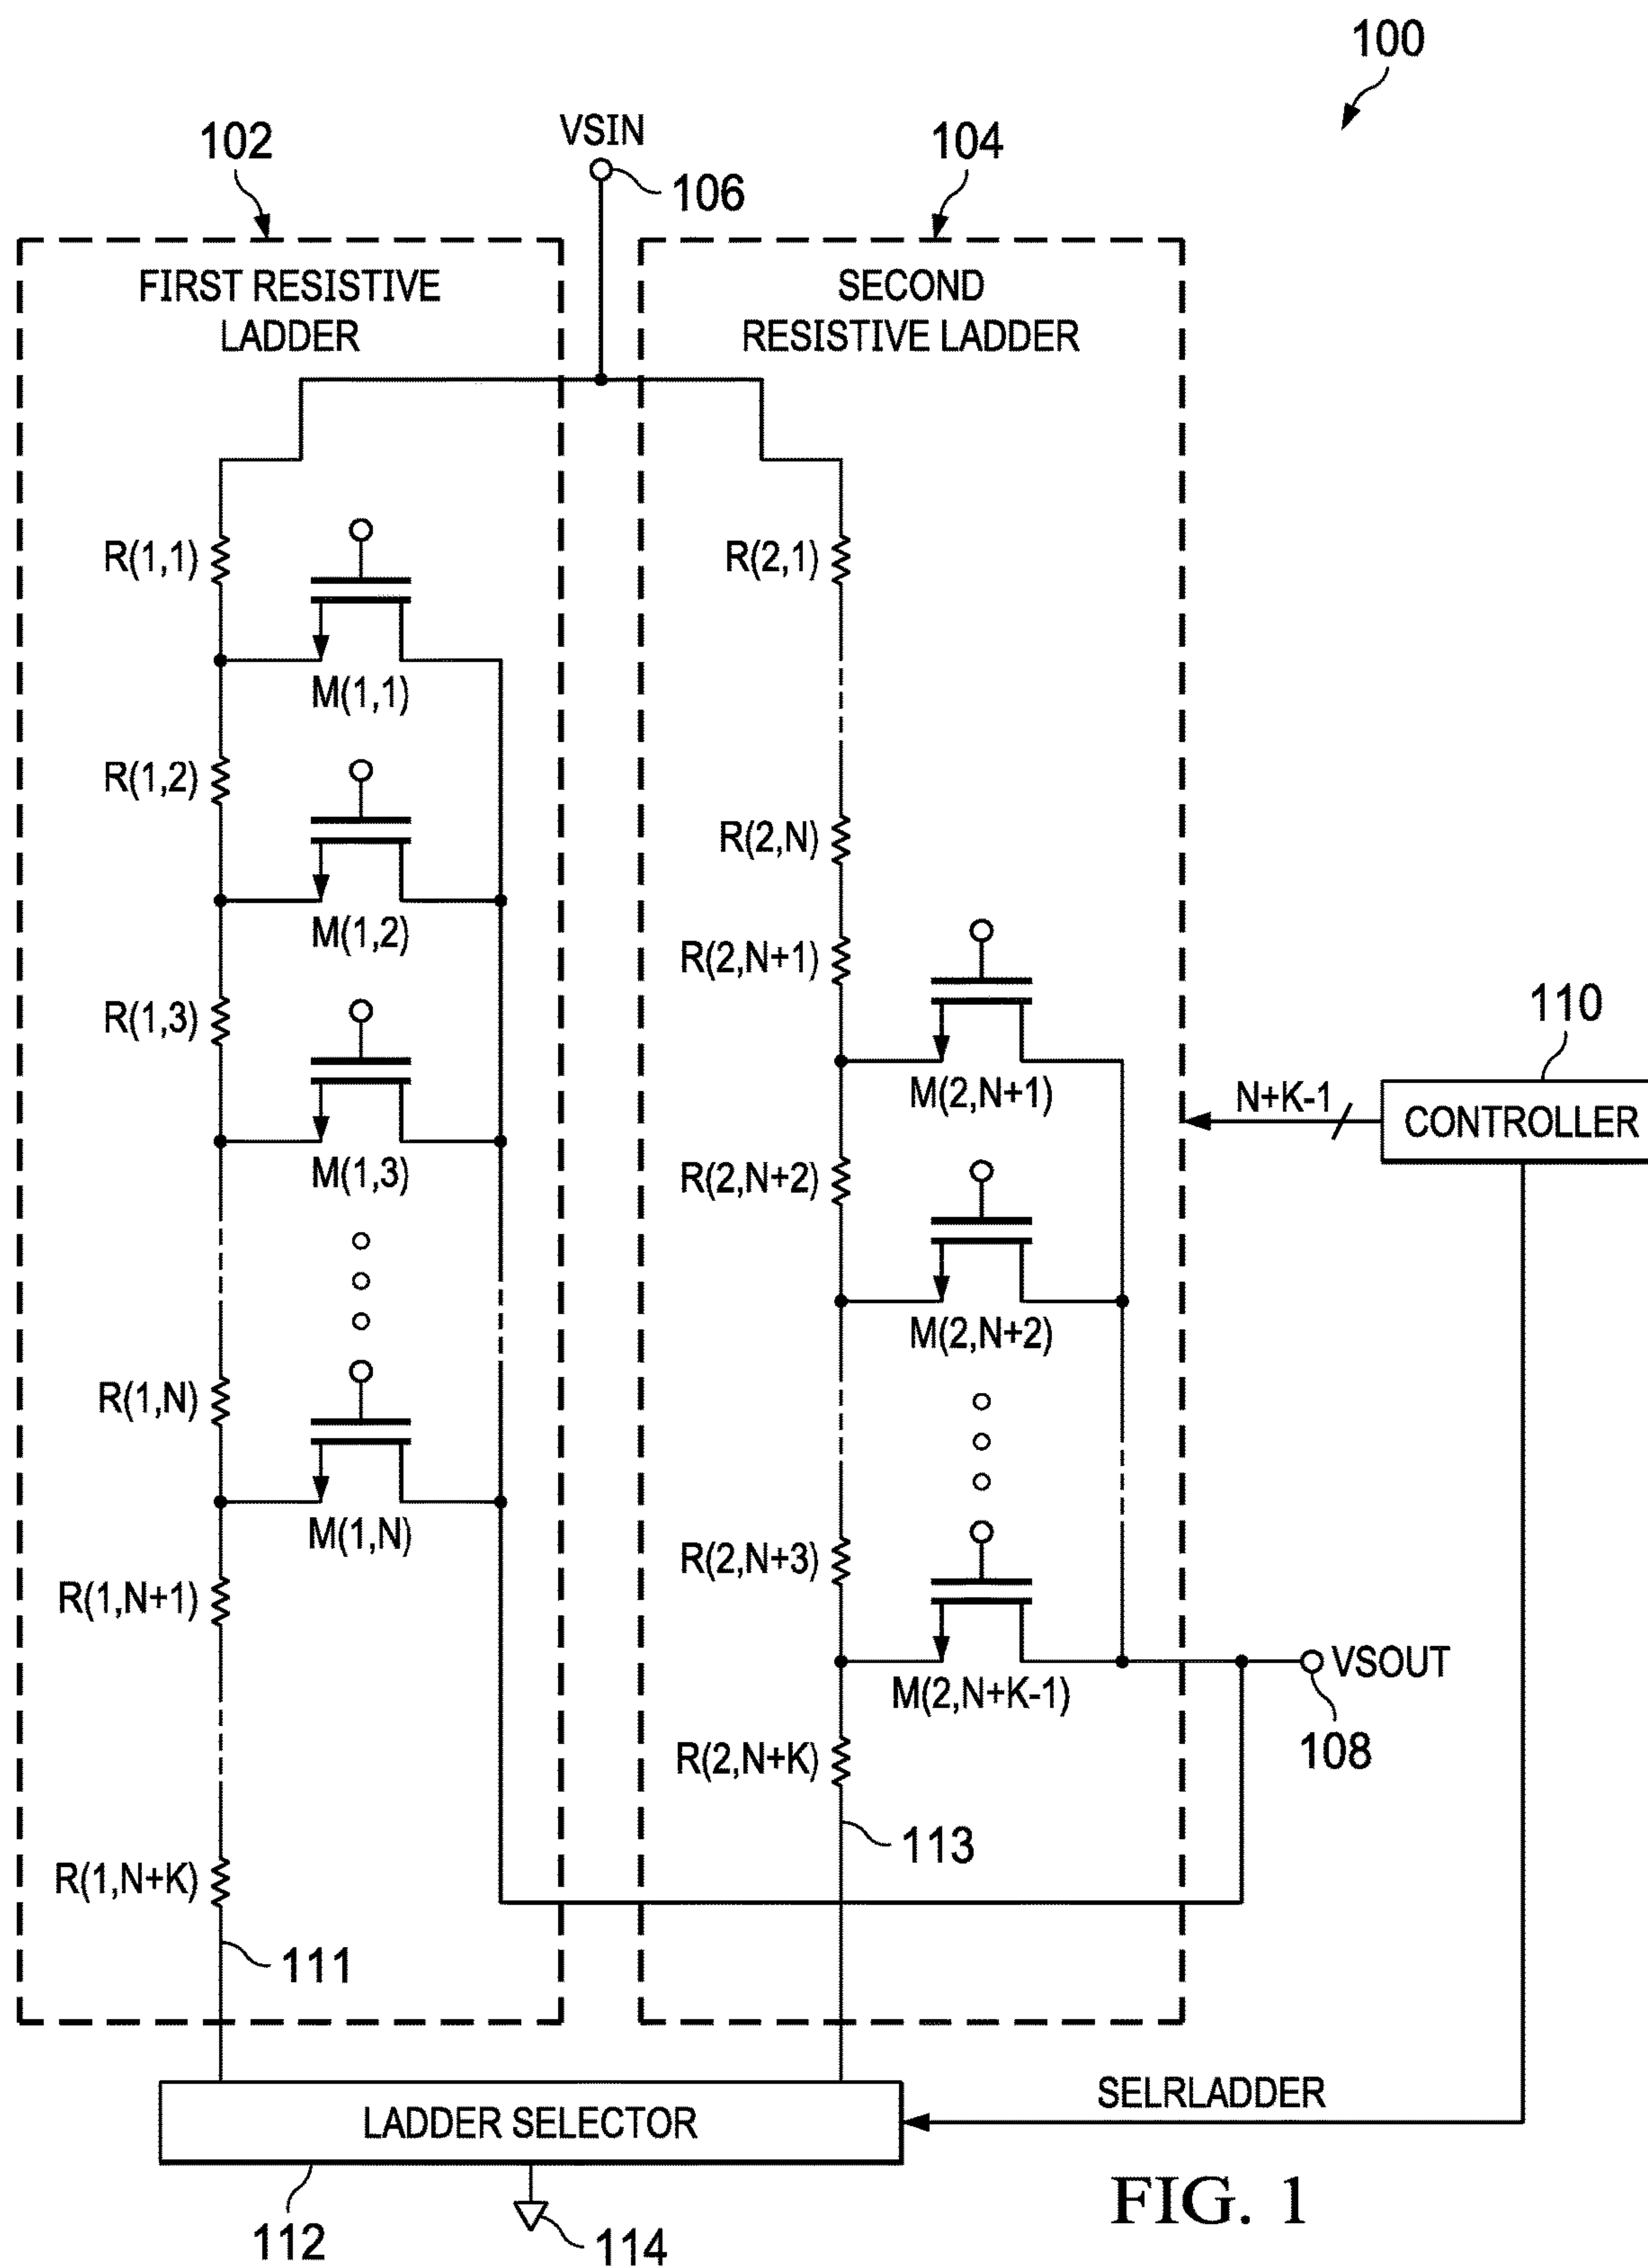 100
102
VSIN
106
104
FIRST RESISTIVE
LADDER
SECOND
RESISTIVE LADDER
R(1,1)
M(1,1)
R(1,2)
M(1,2)
R(1,3)
M(1,3)
R(1,N)
M(1,N)
R(1,N+1)
R(1,N+K)
111
R(2,1)
R(2,N)
R(2,N+1)
M(2,N+1)
R(2,N+2)
M(2,N+2)
R(2,N+3)
M(2,N+K-1)
R(2,N+K)
113
N+K-1
110
CONTROLLER
VSOUT
108
SELRLADDER
LADDER SELECTOR
112
114
FIG. 1